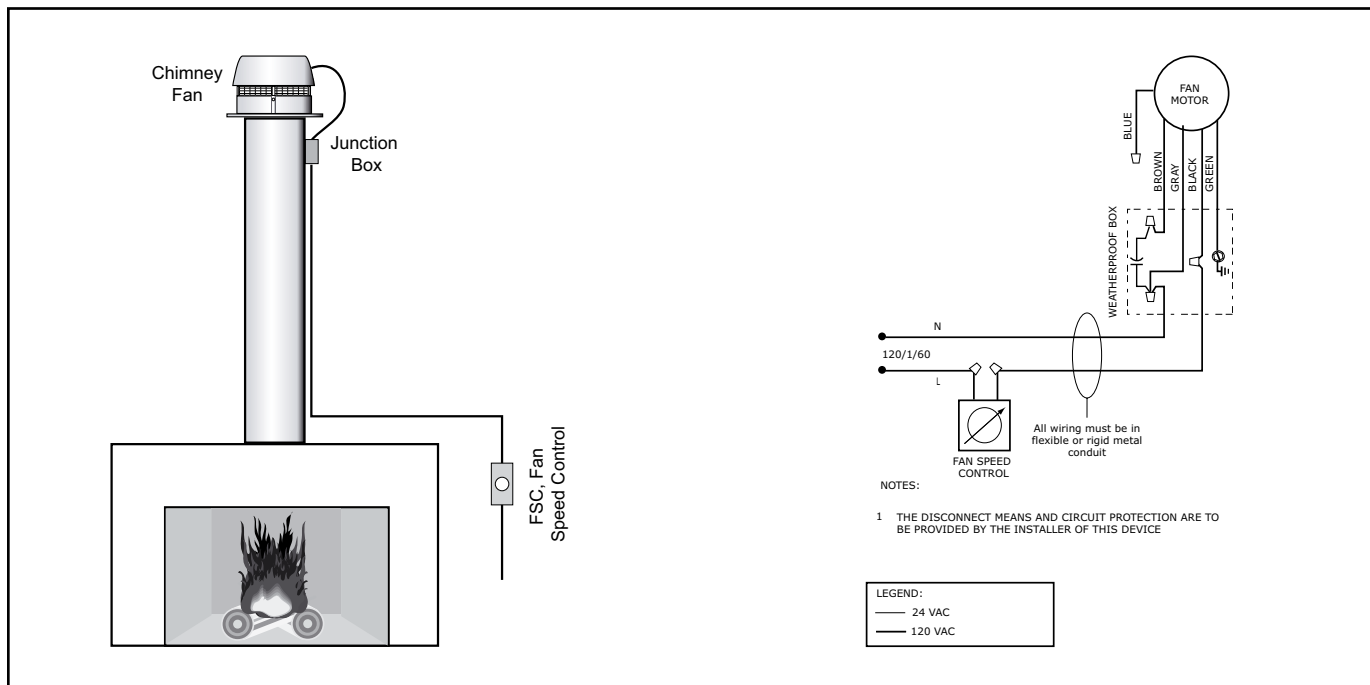 Chimney
Fan
Junction
Box
FSC, Fan
Speed Control
FAN
MOTOR
BLUE
BROWN
GRAY
BLACK
GREEN
WEATHERPROOF BOX
N
120/1/60
L
All wiring must be in
flexible or rigid metal
conduit
FAN SPEED
CONTROL
NOTES:
1 THE DISCONNECT MEANS AND CIRCUIT PROTECTION ARE TO
BE PROVIDED BY THE INSTALLER OF THIS DEVICE
LEGEND:
24 VAC
120 VAC